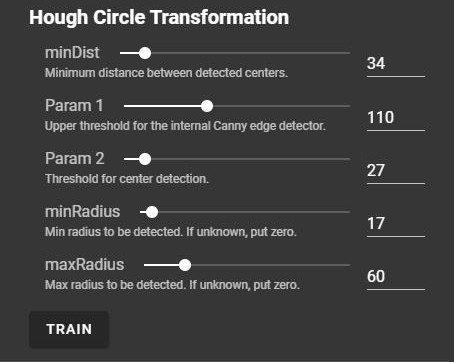 Hough Circle Transformation
minDist
34
Minimum distance between detected centers.
Param 1
110
Upper threshold for the internal Canny edge detector.
Param 2
27
Threshold for center detection.
minRadius
17
Min radius to be detected. If unknown, put zero.
maxRadius
60
Max radius to be detected. If unknown, put zero.
TRAIN